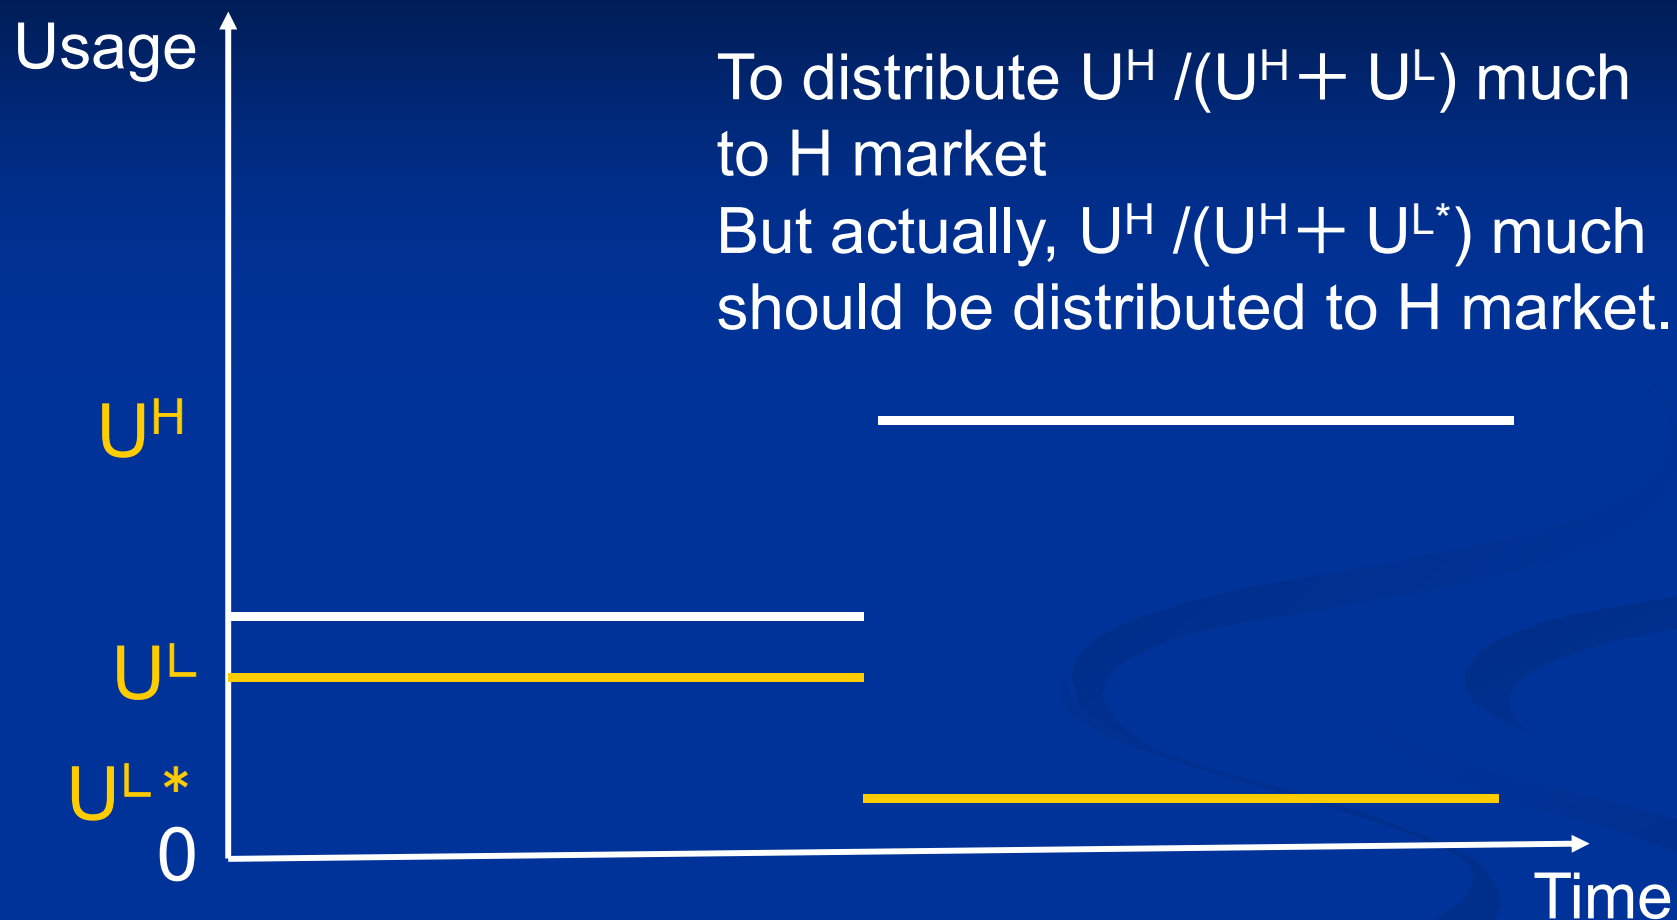 Usage
To distribute Uᴴ /(Uᴴ＋ Uᴸ) much
to H market
But actually, Uᴴ /(Uᴴ＋ Uᴸ*) much
should be distributed to H market.
Uᴴ
Uᴸ
Uᴸ*
0
Time